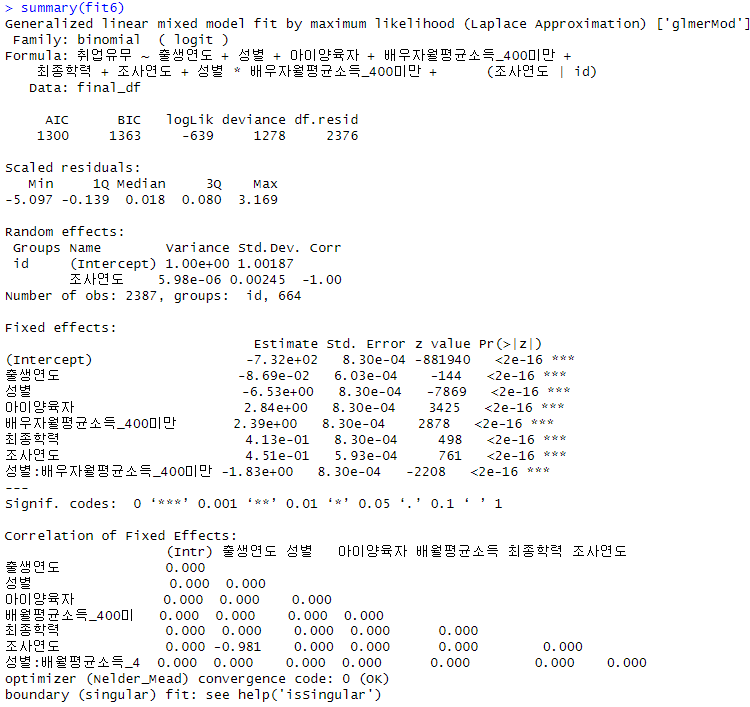 > summary(fit6)
Generalized linear mixed model fit by maximum likelihood (Laplace Approximation) ['glmerMod']
Family: binomial  ( logit )
Formula: 취업유무 ~ 출생연도 + 성별 + 아이양육자 + 배우자월평균소득_400미만 +
최종학력 + 조사연도 + 성별 * 배우자월평균소득_400미만 +      (조사연도 | id)
Data: final_df
AIC      BIC   logLik deviance df.resid
1300     1363     -639     1278     2376
Scaled residuals:
Min     1Q Median     3Q    Max
-5.097 -0.139  0.018  0.080  3.169
Random effects:
Groups Name        Variance Std.Dev. Corr
id     (Intercept) 1.00e+00 1.00187
조사연도    5.98e-06 0.00245  -1.00
Number of obs: 2387, groups:  id, 664
Fixed effects:
Estimate Std. Error z value Pr(>|z|)
(Intercept)                   -7.32e+02   8.30e-04 -881940   <2e-16 ***
출생연도                      -8.69e-02   6.03e-04    -144   <2e-16 ***
성별                          -6.53e+00   8.30e-04   -7869   <2e-16 ***
아이양육자                     2.84e+00   8.30e-04    3425   <2e-16 ***
배우자월평균소득_400미만       2.39e+00   8.30e-04    2878   <2e-16 ***
최종학력                       4.13e-01   8.30e-04     498   <2e-16 ***
조사연도                       4.51e-01   5.93e-04     761   <2e-16 ***
성별:배우자월평균소득_400미만 -1.83e+00   8.30e-04   -2208   <2e-16 ***
---
Signif. codes:  0 ‘***’ 0.001 ‘**’ 0.01 ‘*’ 0.05 ‘.’ 0.1 ‘ ’ 1
Correlation of Fixed Effects:
(Intr) 출생연도 성별   아이양육자 배월평균소득 최종학력 조사연도
출생연도          0.000
성별              0.000  0.000
아이양육자        0.000  0.000    0.000
배월평균소득_400미   0.000  0.000    0.000  0.000
최종학력          0.000  0.000    0.000  0.000      0.000
조사연도          0.000 -0.981    0.000  0.000      0.000        0.000
성별:배월평균소득_4  0.000  0.000    0.000  0.000      0.000        0.000    0.000
optimizer (Nelder_Mead) convergence code: 0 (OK)
boundary (singular) fit: see help('isSingular')